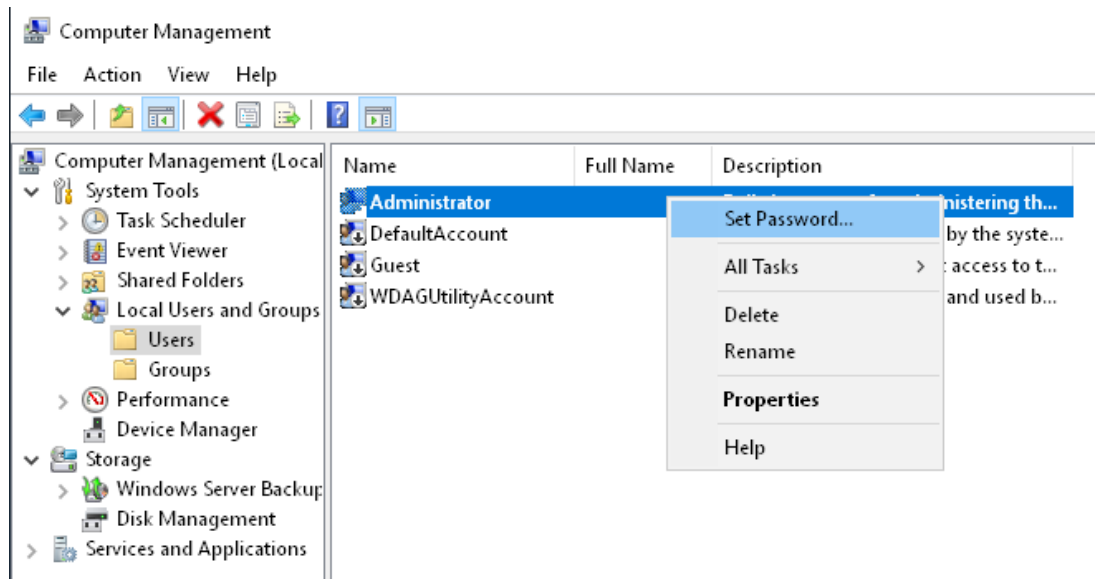 Computer Management
File Action View Help
Computer Management (Local
System Tools
Task Scheduler
Event Viewer
Shared Folders
Local Users and Groups
Users
Groups
Performance
Device Manager
Storage
Windows Server Backup
Disk Management
Services and Applications
Name Full Name Description
Administrator nistering th...
DefaultAccount by the syste...
Guest access to t...
WDAGUtilityAccount and used b...
Set Password...
All Tasks
Delete
Rename
Properties
Help